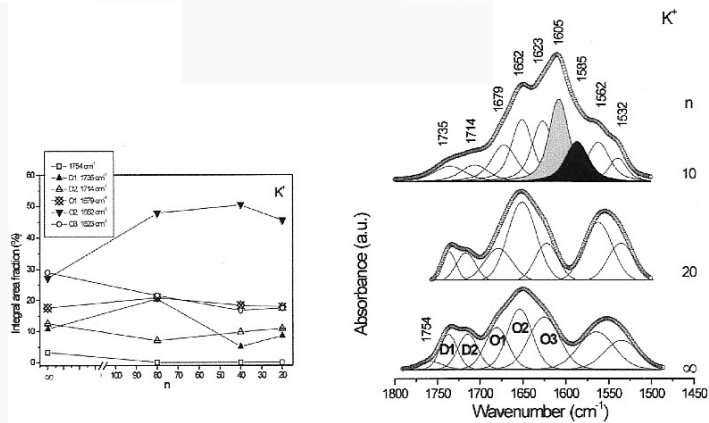 1754 cm⁻¹
D1. 1735 cm⁻¹
D2. 1714 cm⁻¹
O1. 1679 cm⁻¹
O2. 1652 cm⁻¹
O3. 1623 cm⁻¹
K⁺
Integral area fraction (%)
60
50
40
30
20
10
0
∞
100
80
60
40
30
20
n
K⁺
1735
1714
1679
1652
1623
1605
1585
1562
1532
n
10
20
∞
1754
D1
D2
O1
O2
O3
Absorbance (a.u.)
1800
1750
1700
1650
1600
1550
1500
1450
Wavenumber (cm⁻¹)